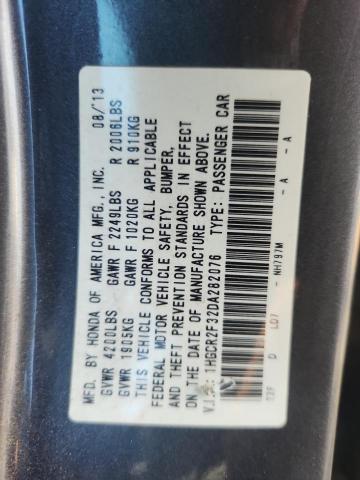 MFD. BY HONDA OF AMERICA MFG., INC. 08/'13
GVWR 4200LBS GAWR F 2249LBS R 2006LBS
GVWR 1905KG GAWR F 1020KG R 910KG
THIS VEHICLE CONFORMS TO ALL APPLICABLE
FEDERAL MOTOR VEHICLE SAFETY, BUMPER,
AND THEFT PREVENTION STANDARDS IN EFFECT
ON THE DATE OF MANUFACTURE SHOWN ABOVE.
V.I.N.: 1HGCR2F32DA282076 TYPE: PASSENGER CAR
NH797M A
D LD7 A